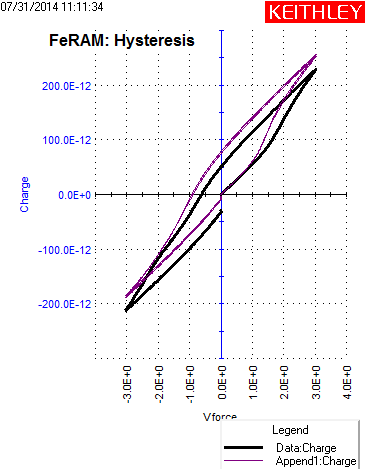 07/31/2014 11:11:34
KEITHLEY
FeRAM: Hysteresis
200.0E-12
100.0E-12
0.0E+0
-100.0E-12
-200.0E-12
Charge
-3.0E+0
-2.0E+0
-1.0E+0
0.0E+0
1.0E+0
2.0E+0
3.0E+0
4.0E+0
Vforce
Legend
Data:Charge
Append1:Charge